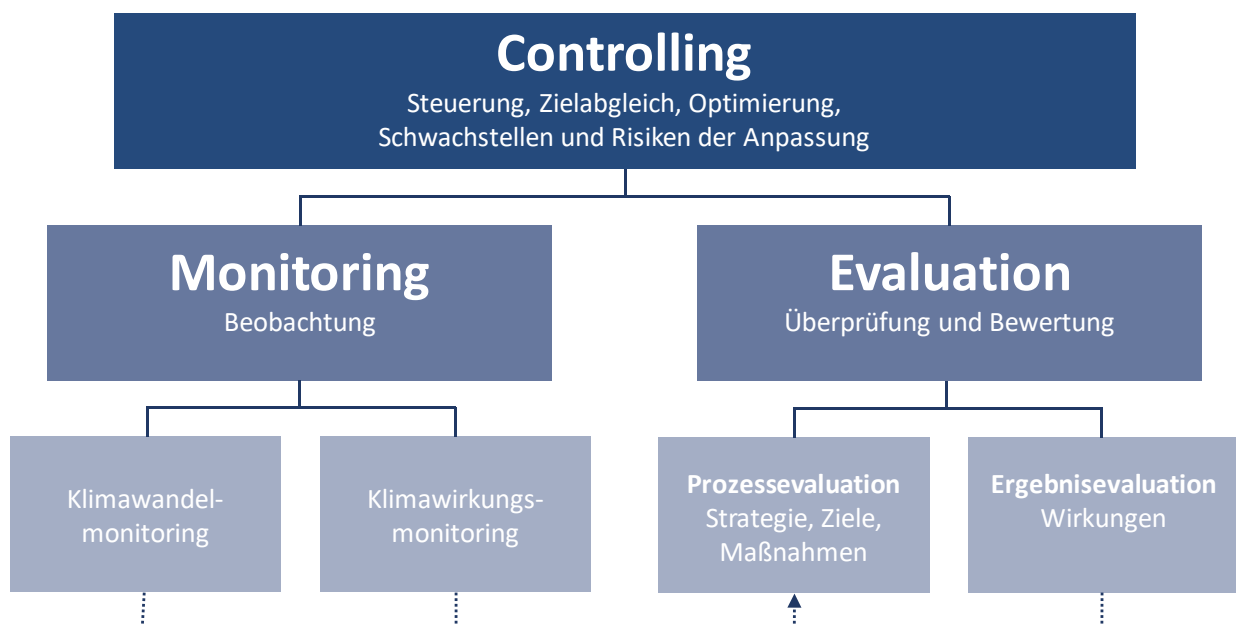 Controlling
Steuerung, Zielabgleich, Optimierung,
Schwachstellen und Risiken der Anpassung
Monitoring
Beobachtung
Evaluation
Überprüfung und Bewertung
Klimawandel-
monitoring
Klimawirkungs-
monitoring
Prozessevaluation
Strategie, Ziele,
Maßnahmen
Ergebnisevaluation
Wirkungen